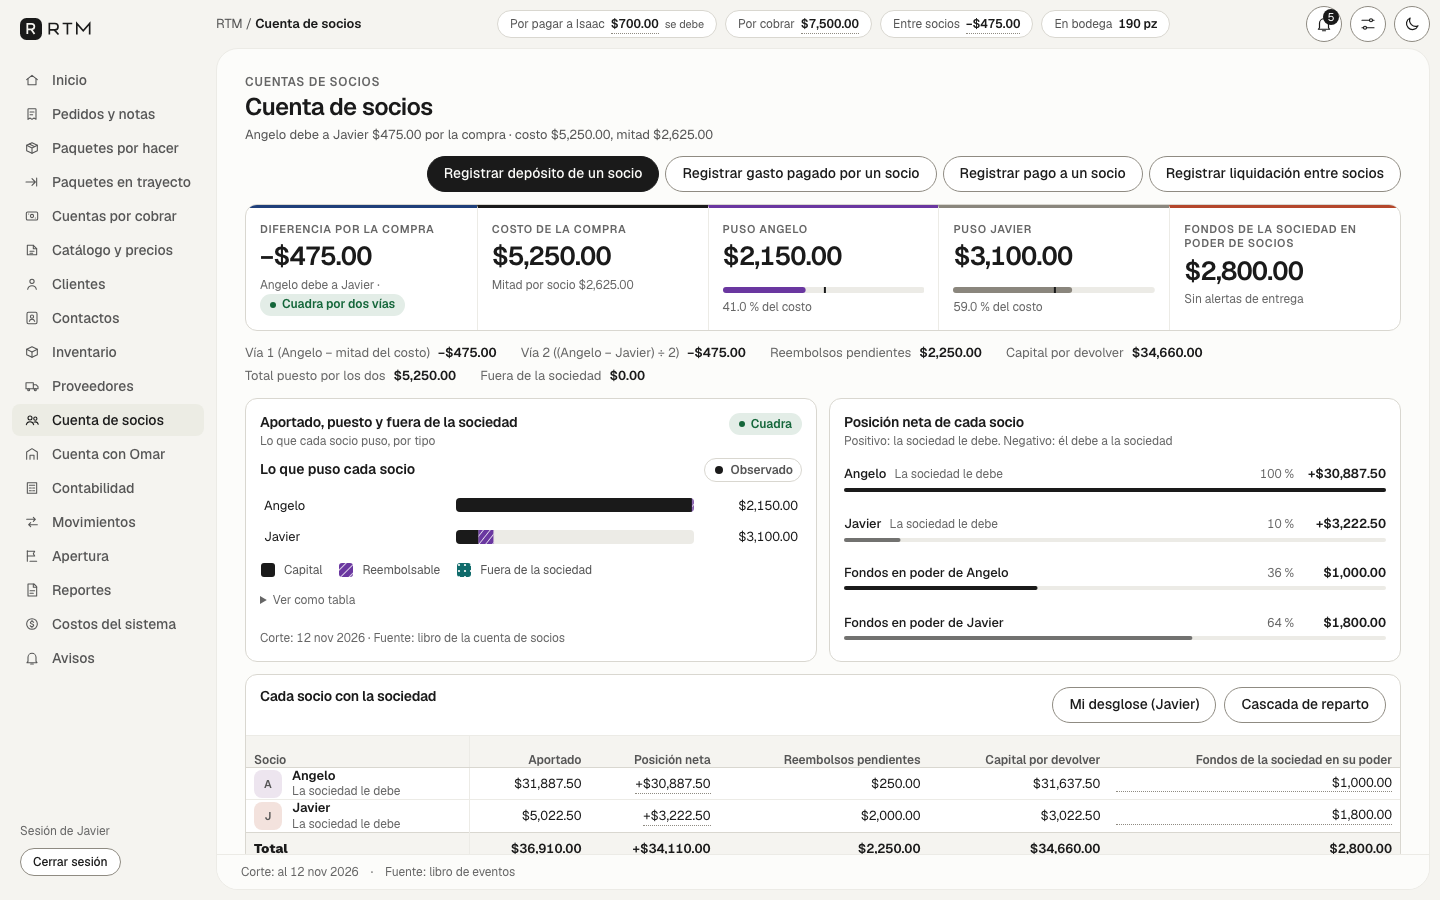 R RTM
RTM / Cuenta de socios
Por pagar a Isaac $700.00 se debe
Por cobrar $7,500.00
Entre socios −$475.00
En bodega 190 pz
5
Inicio
Pedidos y notas
Paquetes por hacer
Paquetes en trayecto
Cuentas por cobrar
Catálogo y precios
Clientes
Contactos
Inventario
Proveedores
Cuenta de socios
Cuenta con Omar
Contabilidad
Movimientos
Apertura
Reportes
Costos del sistema
Avisos
Sesión de Javier
Cerrar sesión
CUENTAS DE SOCIOS
Cuenta de socios
Angelo debe a Javier $475.00 por la compra · costo $5,250.00, mitad $2,625.00
Registrar depósito de un socio
Registrar gasto pagado por un socio
Registrar pago a un socio
Registrar liquidación entre socios
DIFERENCIA POR LA COMPRA
−$475.00
Angelo debe a Javier ·
Cuadra por dos vías
COSTO DE LA COMPRA
$5,250.00
Mitad por socio $2,625.00
PUSO ANGELO
$2,150.00
41.0 % del costo
PUSO JAVIER
$3,100.00
59.0 % del costo
FONDOS DE LA SOCIEDAD EN
PODER DE SOCIOS
$2,800.00
Sin alertas de entrega
Vía 1 (Angelo − mitad del costo) −$475.00 Vía 2 ((Angelo − Javier) ÷ 2) −$475.00 Reembolsos pendientes $2,250.00 Capital por devolver $34,660.00
Total puesto por los dos $5,250.00 Fuera de la sociedad $0.00
Aportado, puesto y fuera de la sociedad
Cuadra
Lo que cada socio puso, por tipo
Lo que puso cada socio
Observado
Angelo $2,150.00
Javier $3,100.00
Capital Reembolsable Fuera de la sociedad
Ver como tabla
Corte: 12 nov 2026 · Fuente: libro de la cuenta de socios
Posición neta de cada socio
Positivo: la sociedad le debe. Negativo: él debe a la sociedad
Angelo La sociedad le debe 100 % +$30,887.50
Javier La sociedad le debe 10 % +$3,222.50
Fondos en poder de Angelo 36 % $1,000.00
Fondos en poder de Javier 64 % $1,800.00
Cada socio con la sociedad
Mi desglose (Javier)
Cascada de reparto
Socio Aportado Posición neta Reembolsos pendientes Capital por devolver Fondos de la sociedad en su poder
A Angelo La sociedad le debe $31,887.50 +$30,887.50 $250.00 $31,637.50 $1,000.00
J Javier La sociedad le debe $5,022.50 +$3,222.50 $2,000.00 $3,022.50 $1,800.00
Total $36,910.00 +$34,110.00 $2,250.00 $34,660.00 $2,800.00
Corte: al 12 nov 2026 · Fuente: libro de eventos